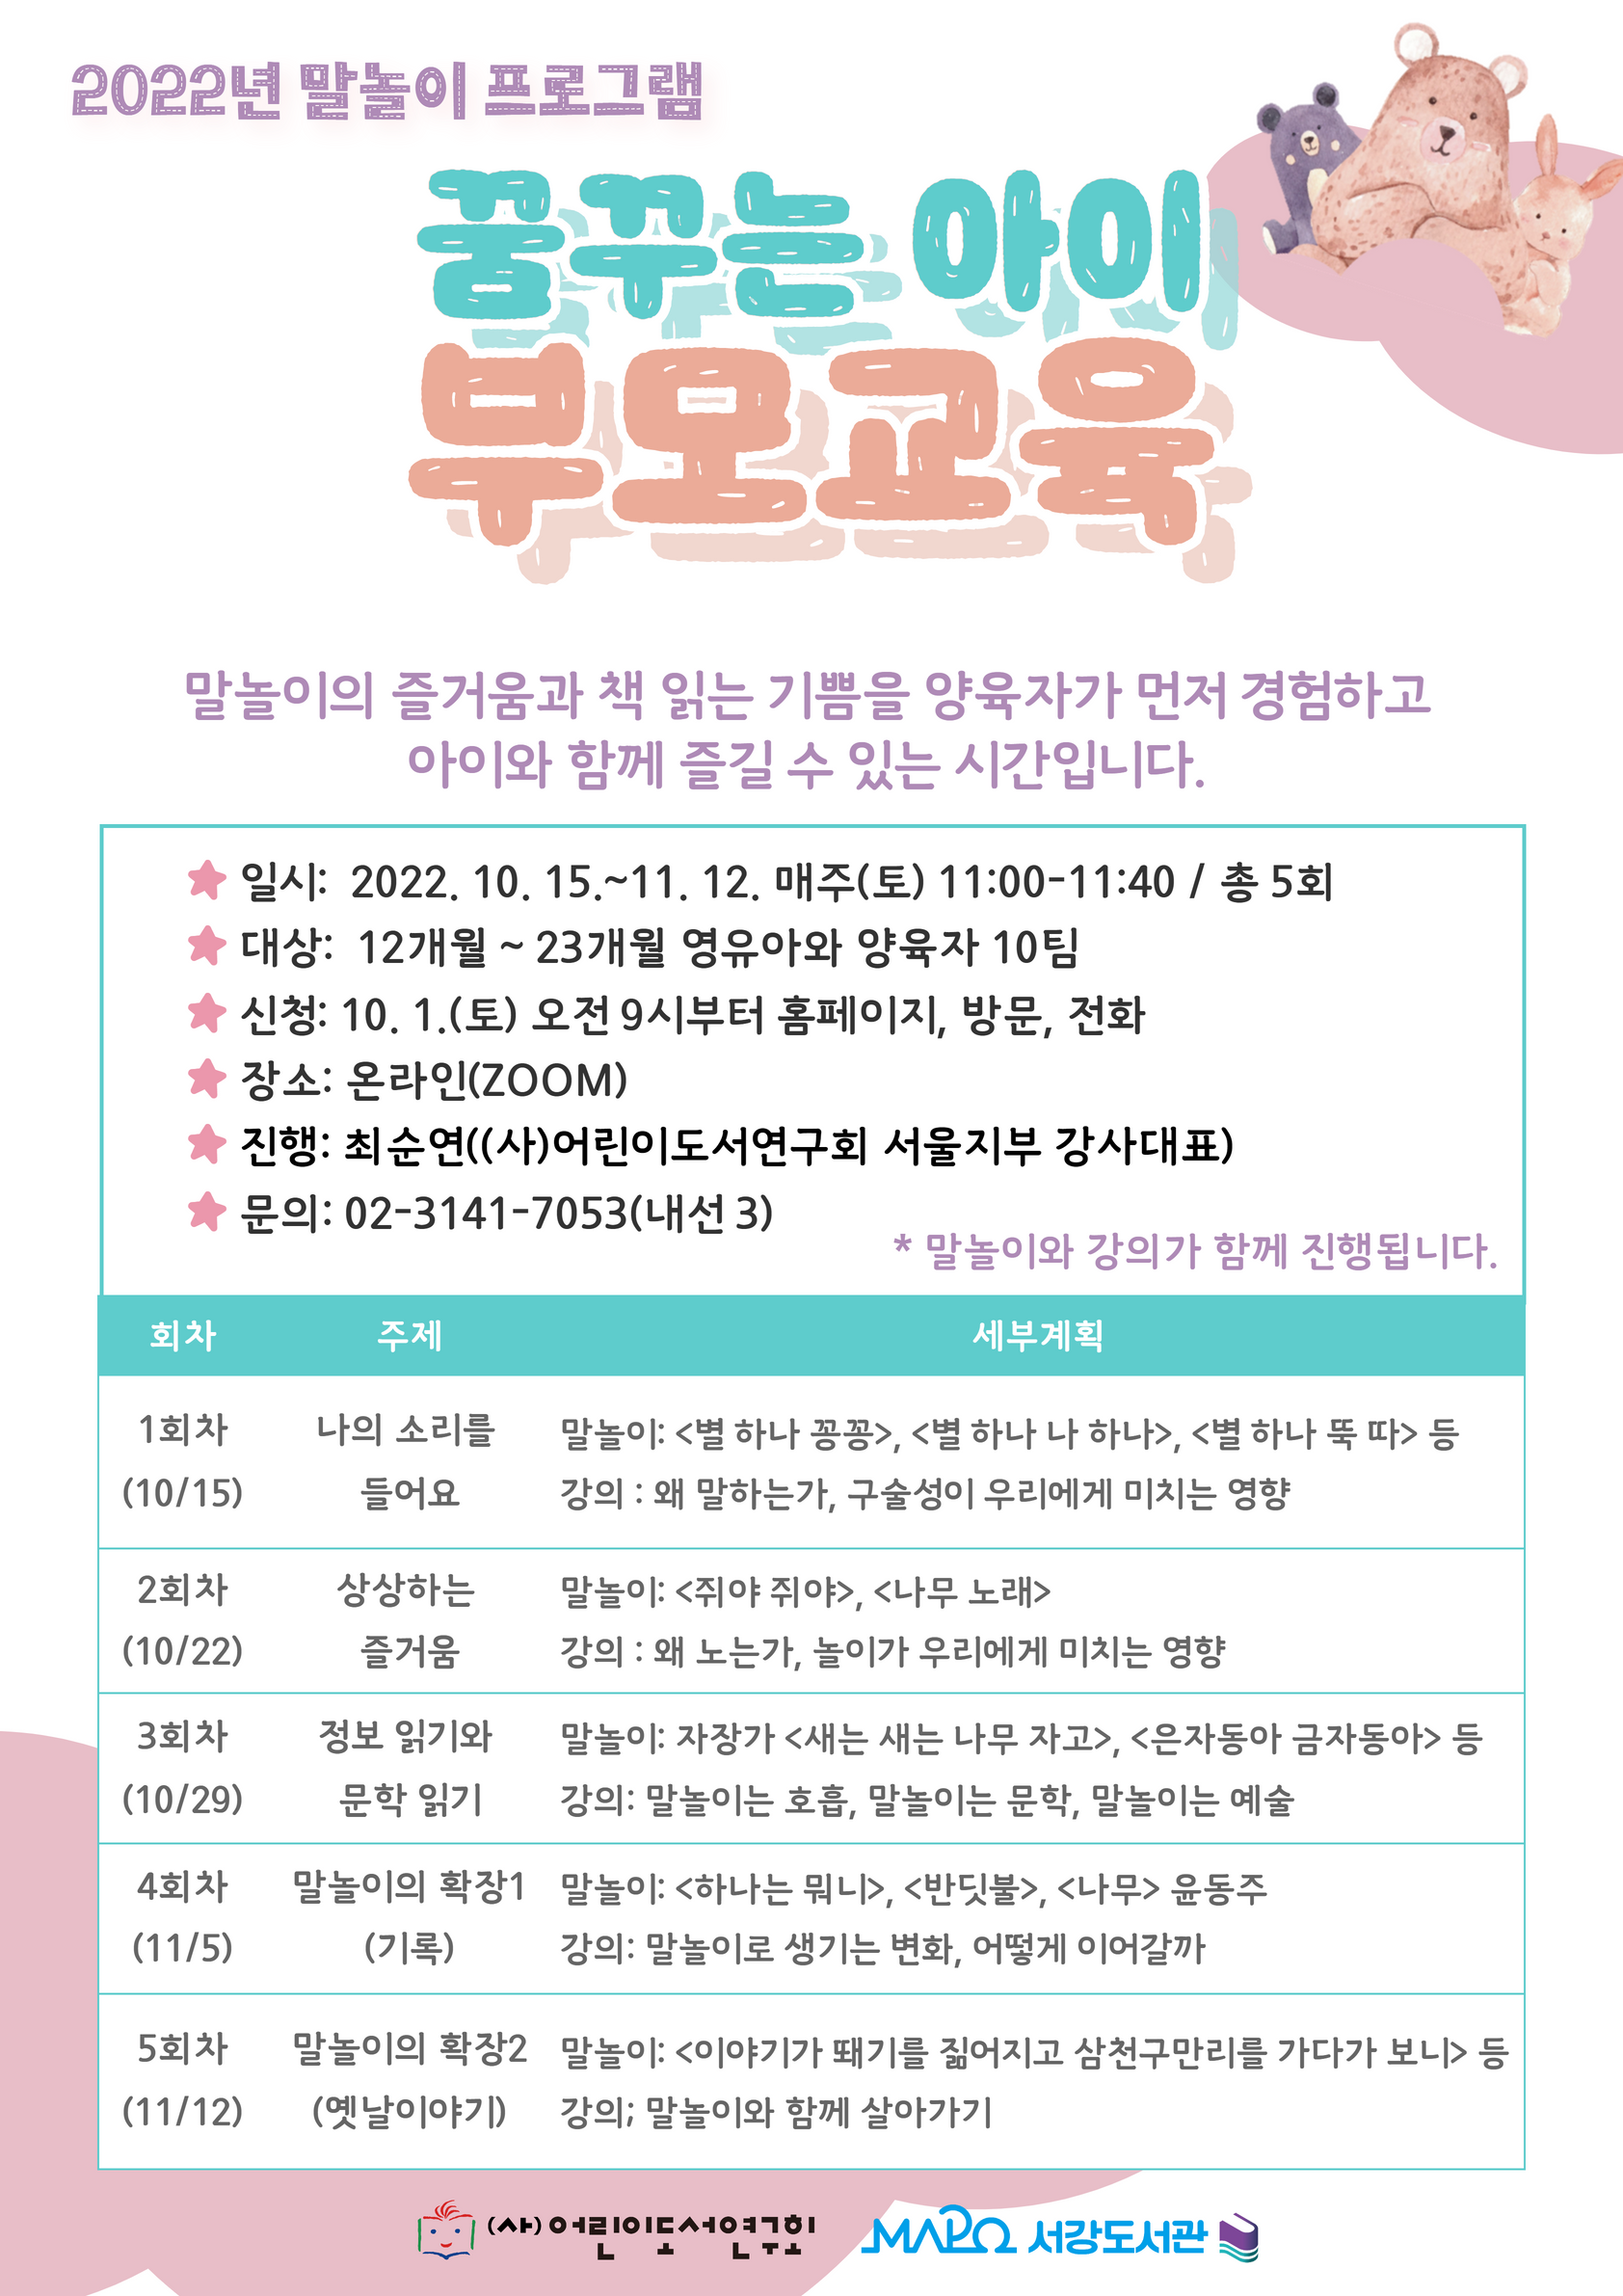 2022년 말놀이 프로그램
꿈꾸는 아이
부모교육
말놀이의 즐거움과 책 읽는 기쁨을 양육자가 먼저 경험하고
아이와 함께 즐길 수 있는 시간입니다.
일시: 2022. 10. 15.~11. 12. 매주(토) 11:00-11:40 / 총 5회
대상: 12개월 ~ 23개월 영유아와 양육자 10팀
신청: 10. 1.(토) 오전 9시부터 홈페이지, 방문, 전화
장소: 온라인(ZOOM)
진행: 최순연((사)어린이도서연구회 서울지부 강사대표)
문의: 02-3141-7053(내선 3)
* 말놀이와 강의가 함께 진행됩니다.
회차 주제 세부계획
1회차 나의 소리를 말놀이: <별 하나 꽁꽁>, <별 하나 나 하나>, <별 하나 뚝 따> 등
(10/15) 들어요 강의 : 왜 말하는가, 구술성이 우리에게 미치는 영향
2회차 상상하는 말놀이: <쥐야 쥐야>, <나무 노래>
(10/22) 즐거움 강의 : 왜 노는가, 놀이가 우리에게 미치는 영향
3회차 정보 읽기와 말놀이: 자장가 <새는 새는 나무 자고>, <은자동아 금자동아> 등
(10/29) 문학 읽기 강의: 말놀이는 호흡, 말놀이는 문학, 말놀이는 예술
4회차 말놀이의 확장1 말놀이: <하나는 뭐니>, <반딧불>, <나무> 윤동주
(11/5) (기록) 강의: 말놀이로 생기는 변화, 어떻게 이어갈까
5회차 말놀이의 확장2 말놀이: <이야기가 떼기를 짊어지고 삼천구만리를 가다가 보니> 등
(11/12) (옛날이야기) 강의; 말놀이와 함께 살아가기
(사)어린이도서연구회 MAPO 서강도서관